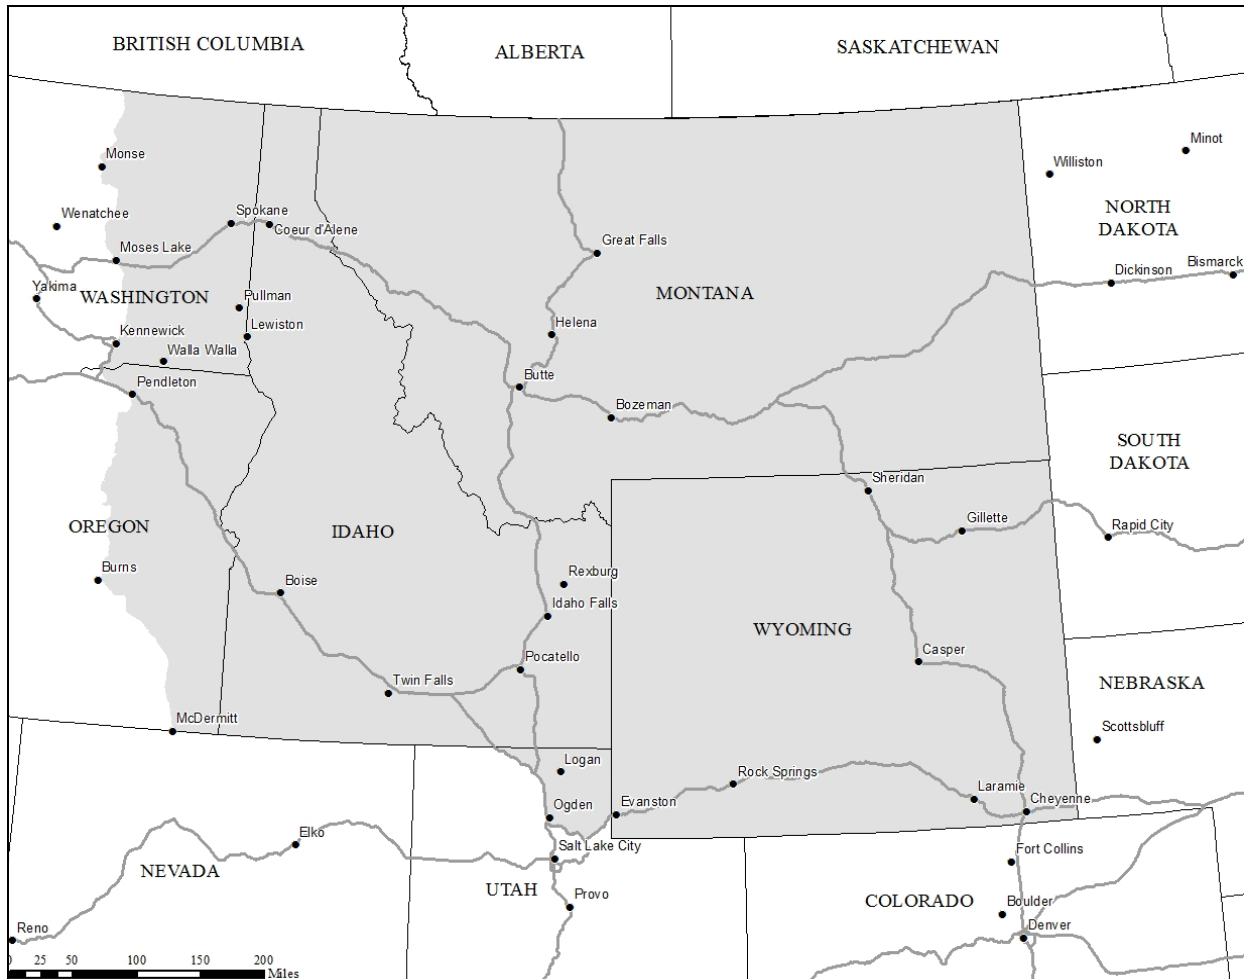 BRITISH COLUMBIA
ALBERTA
SASKATCHEWAN
Monse
Minot
Williston
Wenatchee
Spokane
Coeur d'Alene
NORTH
DAKOTA
Great Falls
Moses Lake
Bismarck
Dickinson
Yakima
WASHINGTON
Pullman
MONTANA
Kennewick
Lewiston
Helena
Walla Walla
Pendleton
Butte
Bozeman
SOUTH
DAKOTA
Sheridan
OREGON
IDAHO
Gillette
Rapid City
Burns
Boise
Rexburg
Idaho Falls
WYOMING
Pocatello
Casper
Twin Falls
NEBRASKA
McDermitt
Scottsbluff
Logan
Rock Springs
Ogden
Evanston
Laramie
Cheyenne
Elko
Salt Lake City
Fort Collins
NEVADA
UTAH
Provo
COLORADO
Boulder
Reno
Denver
0 25 50 100 150 200
Miles